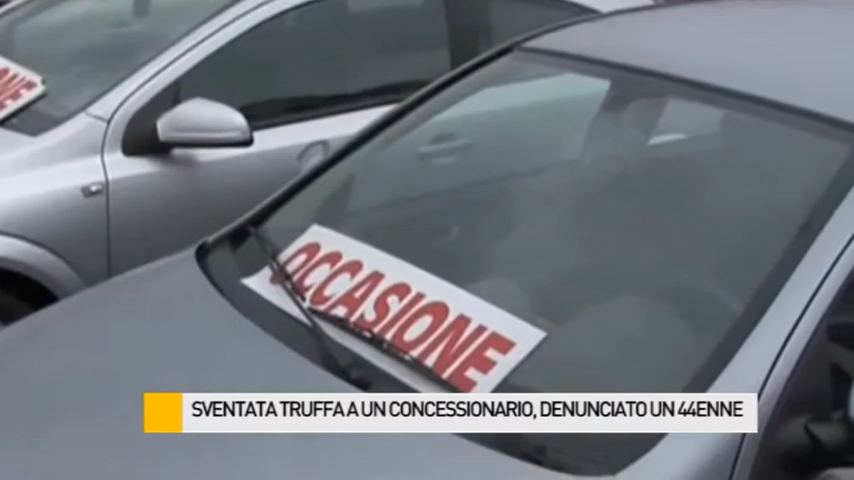 ONE
OCCASIONE
SVENTATA TRUFFA A UN CONCESSIONARIO, DENUNCIATO UN 44ENNE